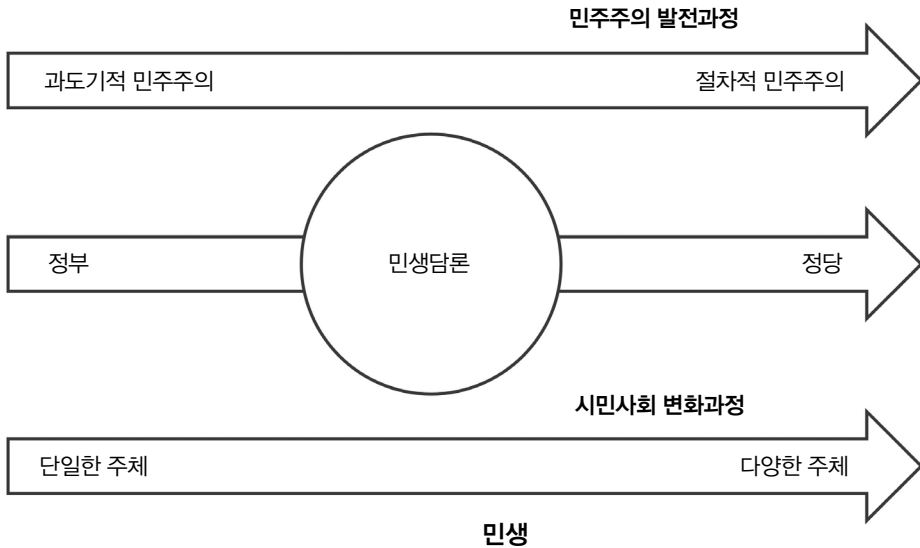 민주주의 발전과정
과도기적 민주주의 절차적 민주주의
정부 민생담론 정당
시민사회 변화과정
단일한 주체 다양한 주체
민생